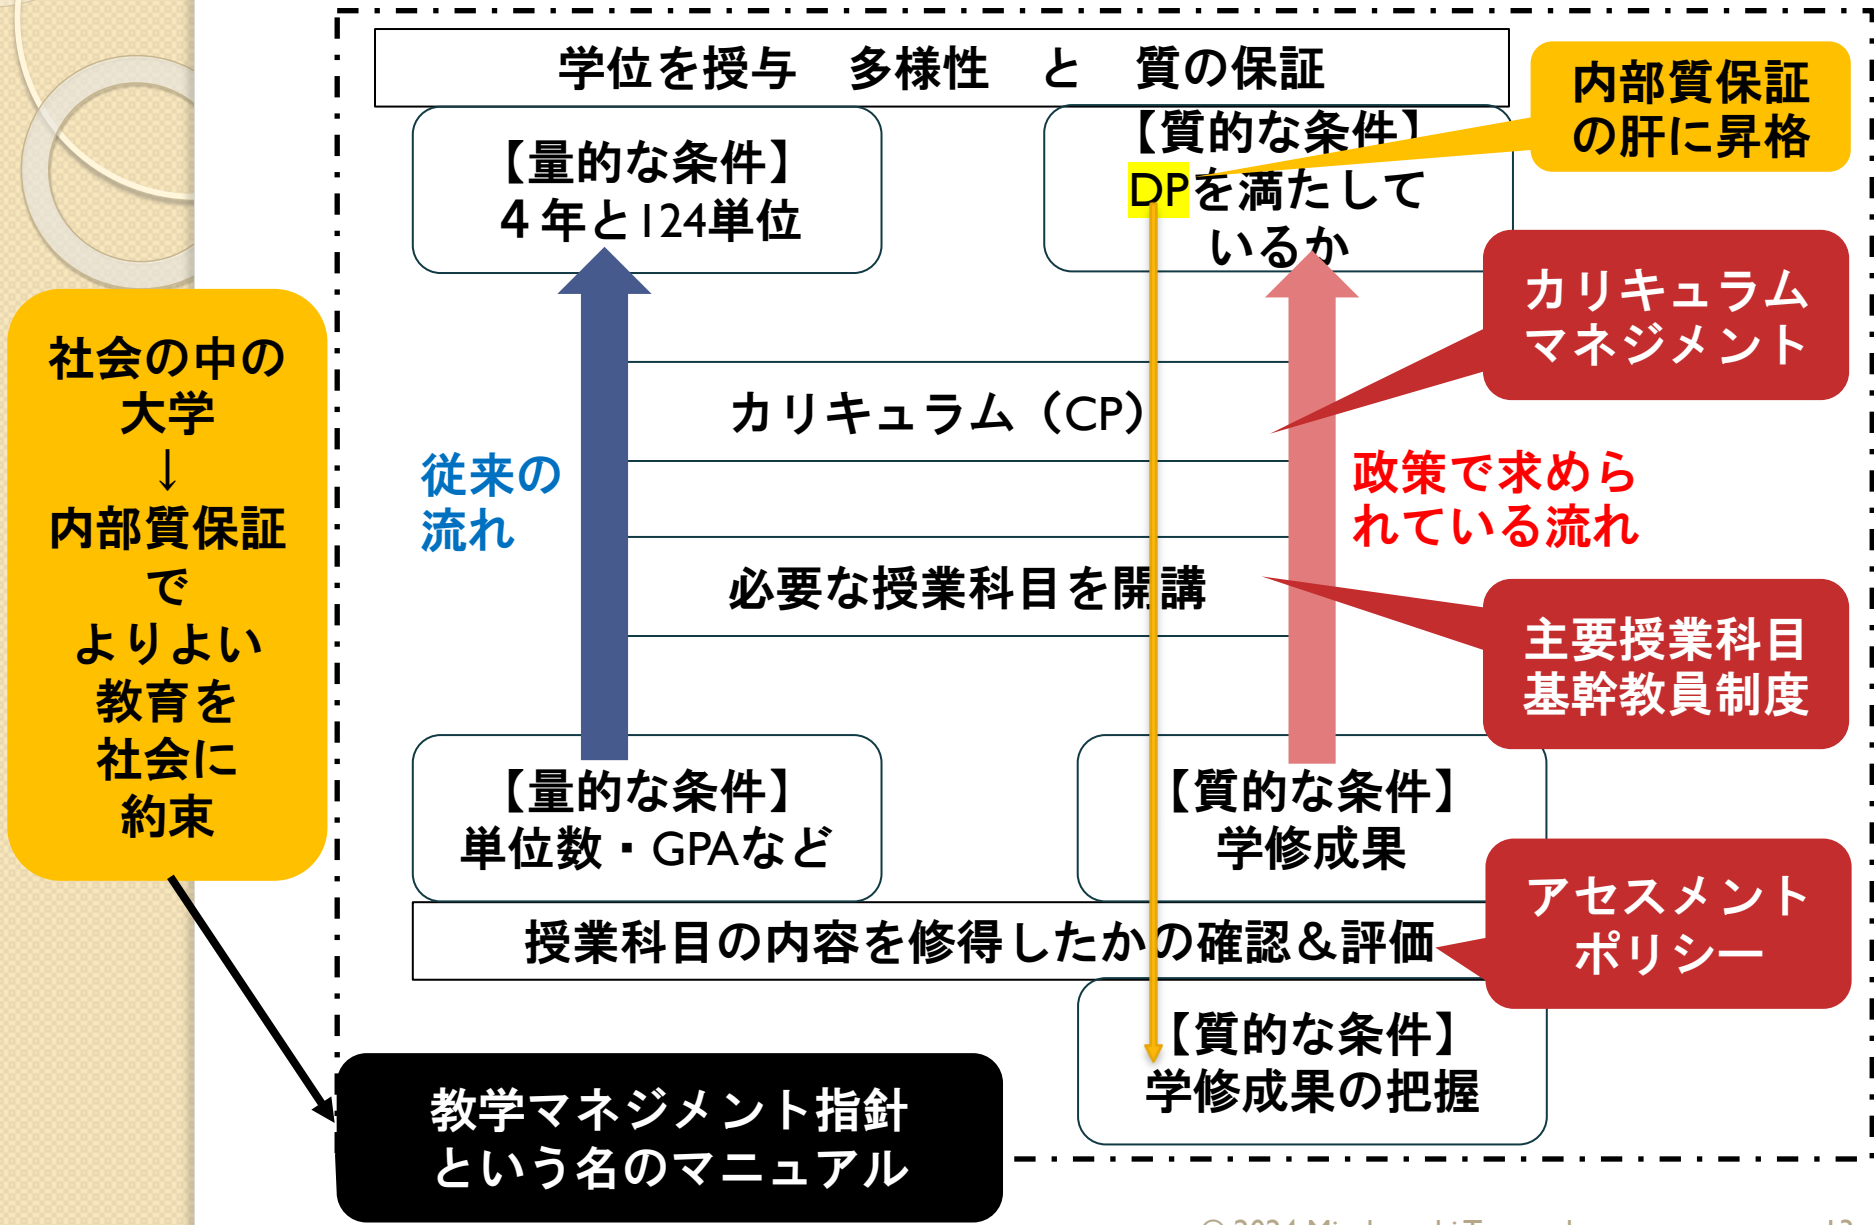 学位を授与　多様性　と　質の保証
内部質保証
の肝に昇格
【量的な条件】
４年と124単位
【質的な条件】
DPを満たして
いるか
カリキュラム
マネジメント
社会の中の
大学
↓
内部質保証
で
よりよい
教育を
社会に
約束
カリキュラム（CP）
従来の
流れ
政策で求めら
れている流れ
必要な授業科目を開講
主要授業科目
基幹教員制度
【量的な条件】
単位数・GPAなど
【質的な条件】
学修成果
アセスメント
ポリシー
授業科目の内容を修得したかの確認＆評価
【質的な条件】
学修成果の把握
教学マネジメント指針
という名のマニュアル
© 2024